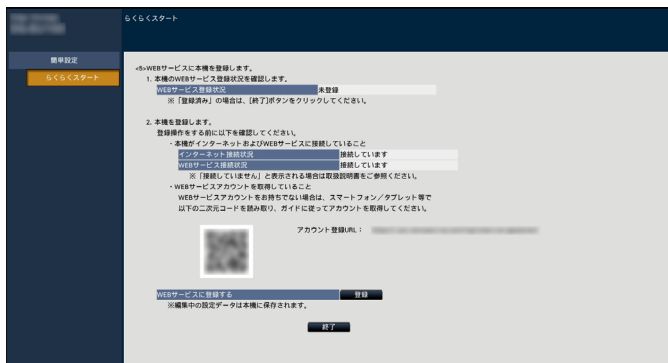 らくらくスタート
簡単設定
らくらくスタート
<5>WEBサービスに本機を登録します。
1. 本機のWEBサービス登録状況を確認します。
WEBサービス登録状況 未登録
※「登録済み」の場合は、[終了]ボタンをクリックしてください。
2. 本機を登録します。
登録操作をする前に以下を確認してください。
・本機がインターネットおよびWEBサービスに接続していること
インターネット接続状況 接続しています
WEBサービス接続状況 接続しています
※「接続していません」と表示される場合は取扱説明書をご参照ください。
・WEBサービスアカウントを取得していること
WEBサービスアカウントをお持ちでない場合は、スマートフォン／タブレット等で
以下の二次元コードを読み取り、ガイドに従ってアカウントを取得してください。
アカウント登録URL：
WEBサービスに登録する 登録
※編集中の設定データは本機に保存されます。
終了